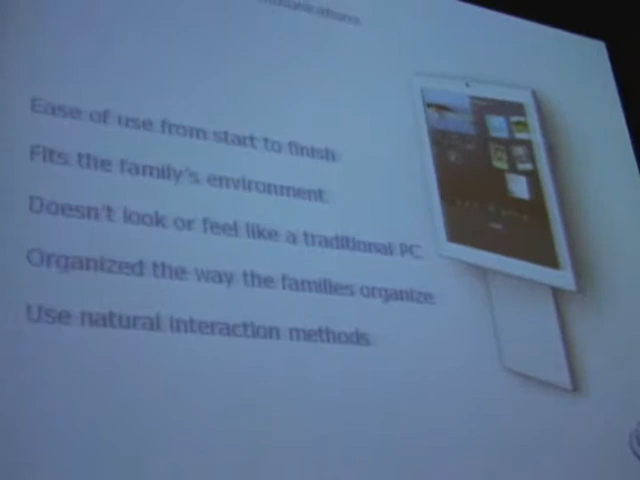 Ease of use from start to finish
Fits the family's environment
Doesn't look or feel like a traditional PC
Organized the way the families organize
Use natural interaction methods